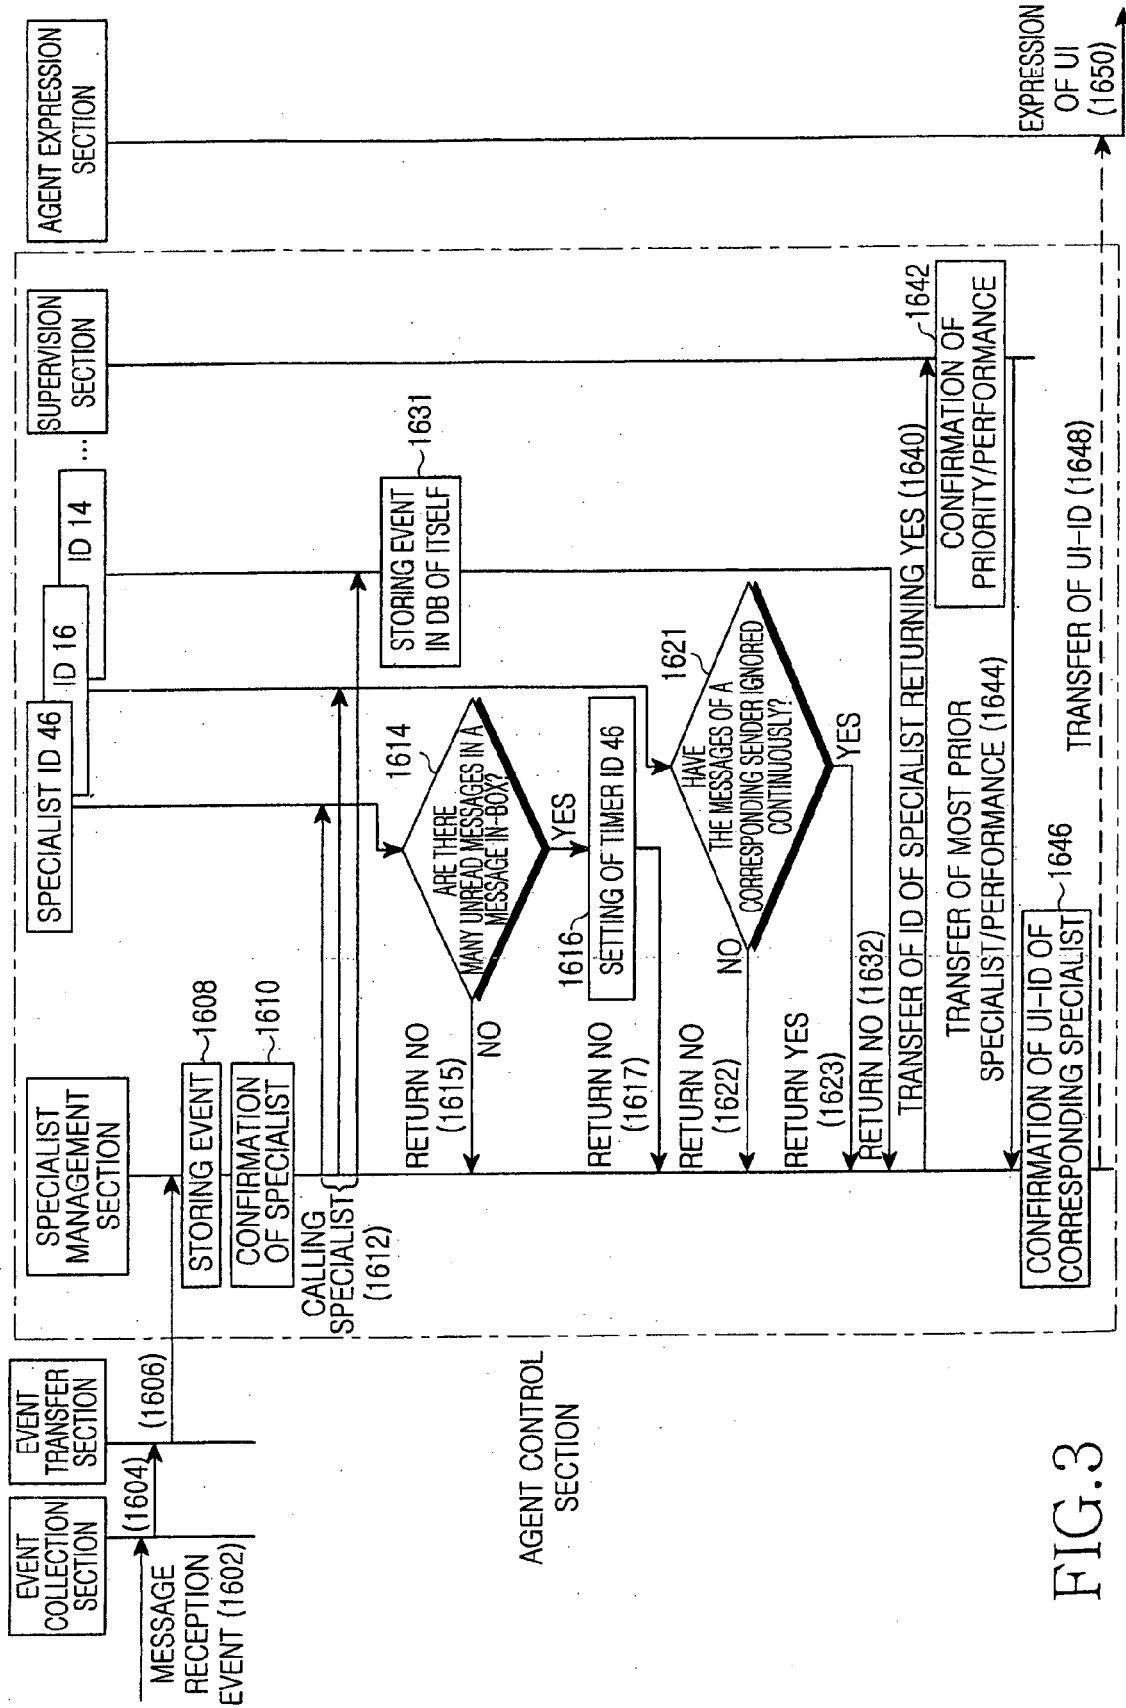 EVENT
COLLECTION
SECTION
EVENT
TRANSFER
SECTION
SPECIALIST
MANAGEMENT
SECTION
SPECIALIST ID 46
ID 16
ID 14
...
SUPERVISION
SECTION
AGENT EXPRESSION
SECTION
MESSAGE
RECEPTION
EVENT (1602)
(1604)
(1606)
STORING EVENT
1608
CONFIRMATION
OF SPECIALIST
1610
CALLING
SPECIALIST
(1612)
ARE THERE
MANY UNREAD MESSAGES IN A
MESSAGE IN-BOX?
1614
STORING EVENT
IN DB OF ITSELF
1631
RETURN NO
(1615)
NO
YES
1616
SETTING OF TIMER ID 46
RETURN NO
(1617)
HAVE
THE MESSAGES OF A
CORRESPONDING SENDER IGNORED
CONTINUOUSLY?
1621
RETURN NO
(1622)
NO
YES
RETURN YES
(1623)
RETURN NO (1632)
TRANSFER OF ID OF SPECIALIST RETURNING YES (1640)
CONFIRMATION OF
PRIORITY/PERFORMANCE
1642
TRANSFER OF MOST PRIOR
SPECIALIST/PERFORMANCE (1644)
CONFIRMATION OF UI-ID OF
CORRESPONDING SPECIALIST
1646
TRANSFER OF UI-ID (1648)
EXPRESSION
OF UI
(1650)
AGENT CONTROL
SECTION
FIG.3